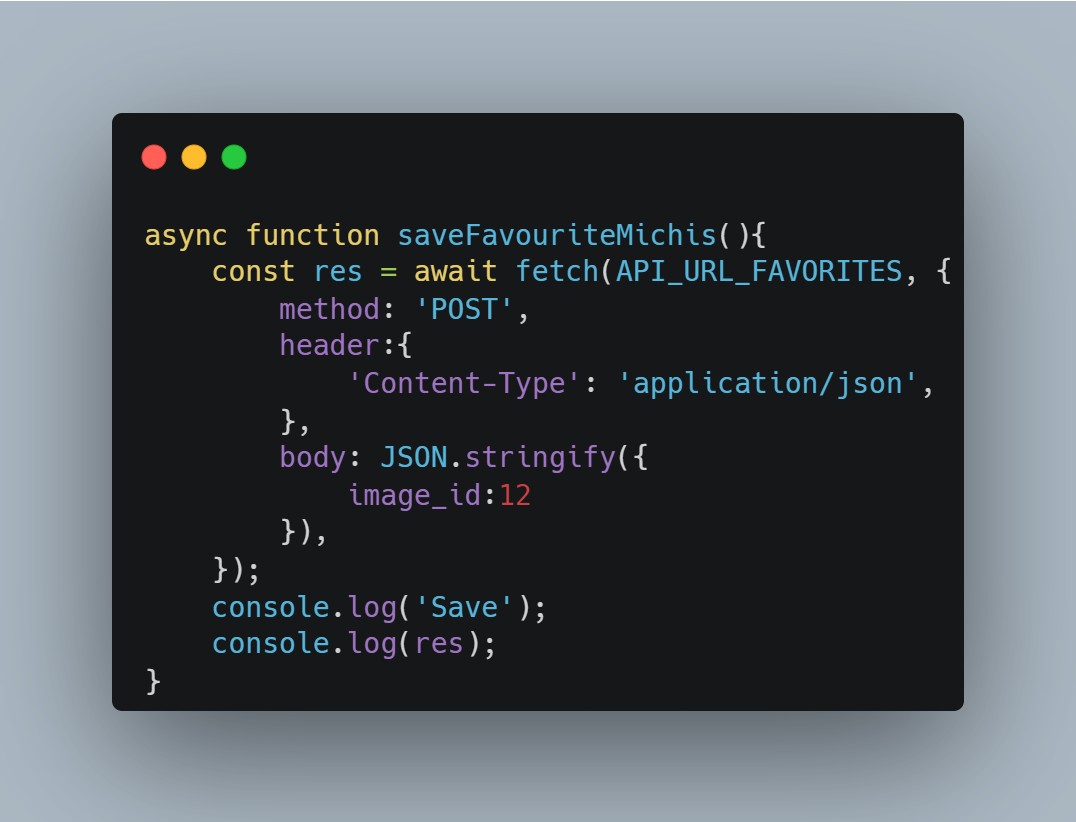 async function saveFavouriteMichis(){
    const res = await fetch(API_URL_FAVORITES, {
        method: 'POST',
        header:{
            'Content-Type': 'application/json',
        },
        body: JSON.stringify({
            image_id:12
        }),
    });
    console.log('Save');
    console.log(res);
}